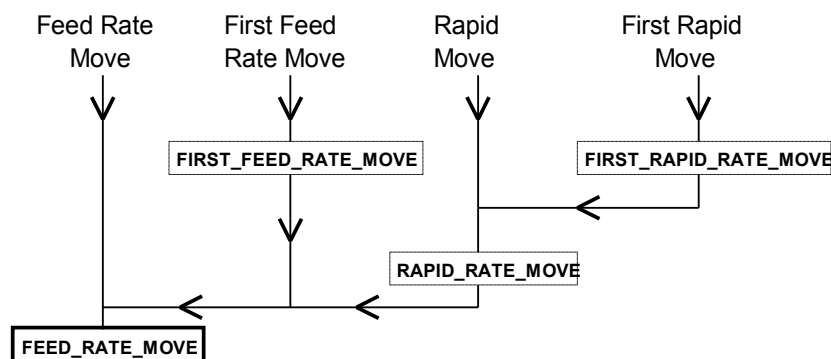 Feed Rate
Move
First Feed
Rate Move
Rapid
Move
First Rapid
Move
FIRST_FEED_RATE_MOVE
FIRST_RAPID_RATE_MOVE
RAPID_RATE_MOVE
FEED_RATE_MOVE